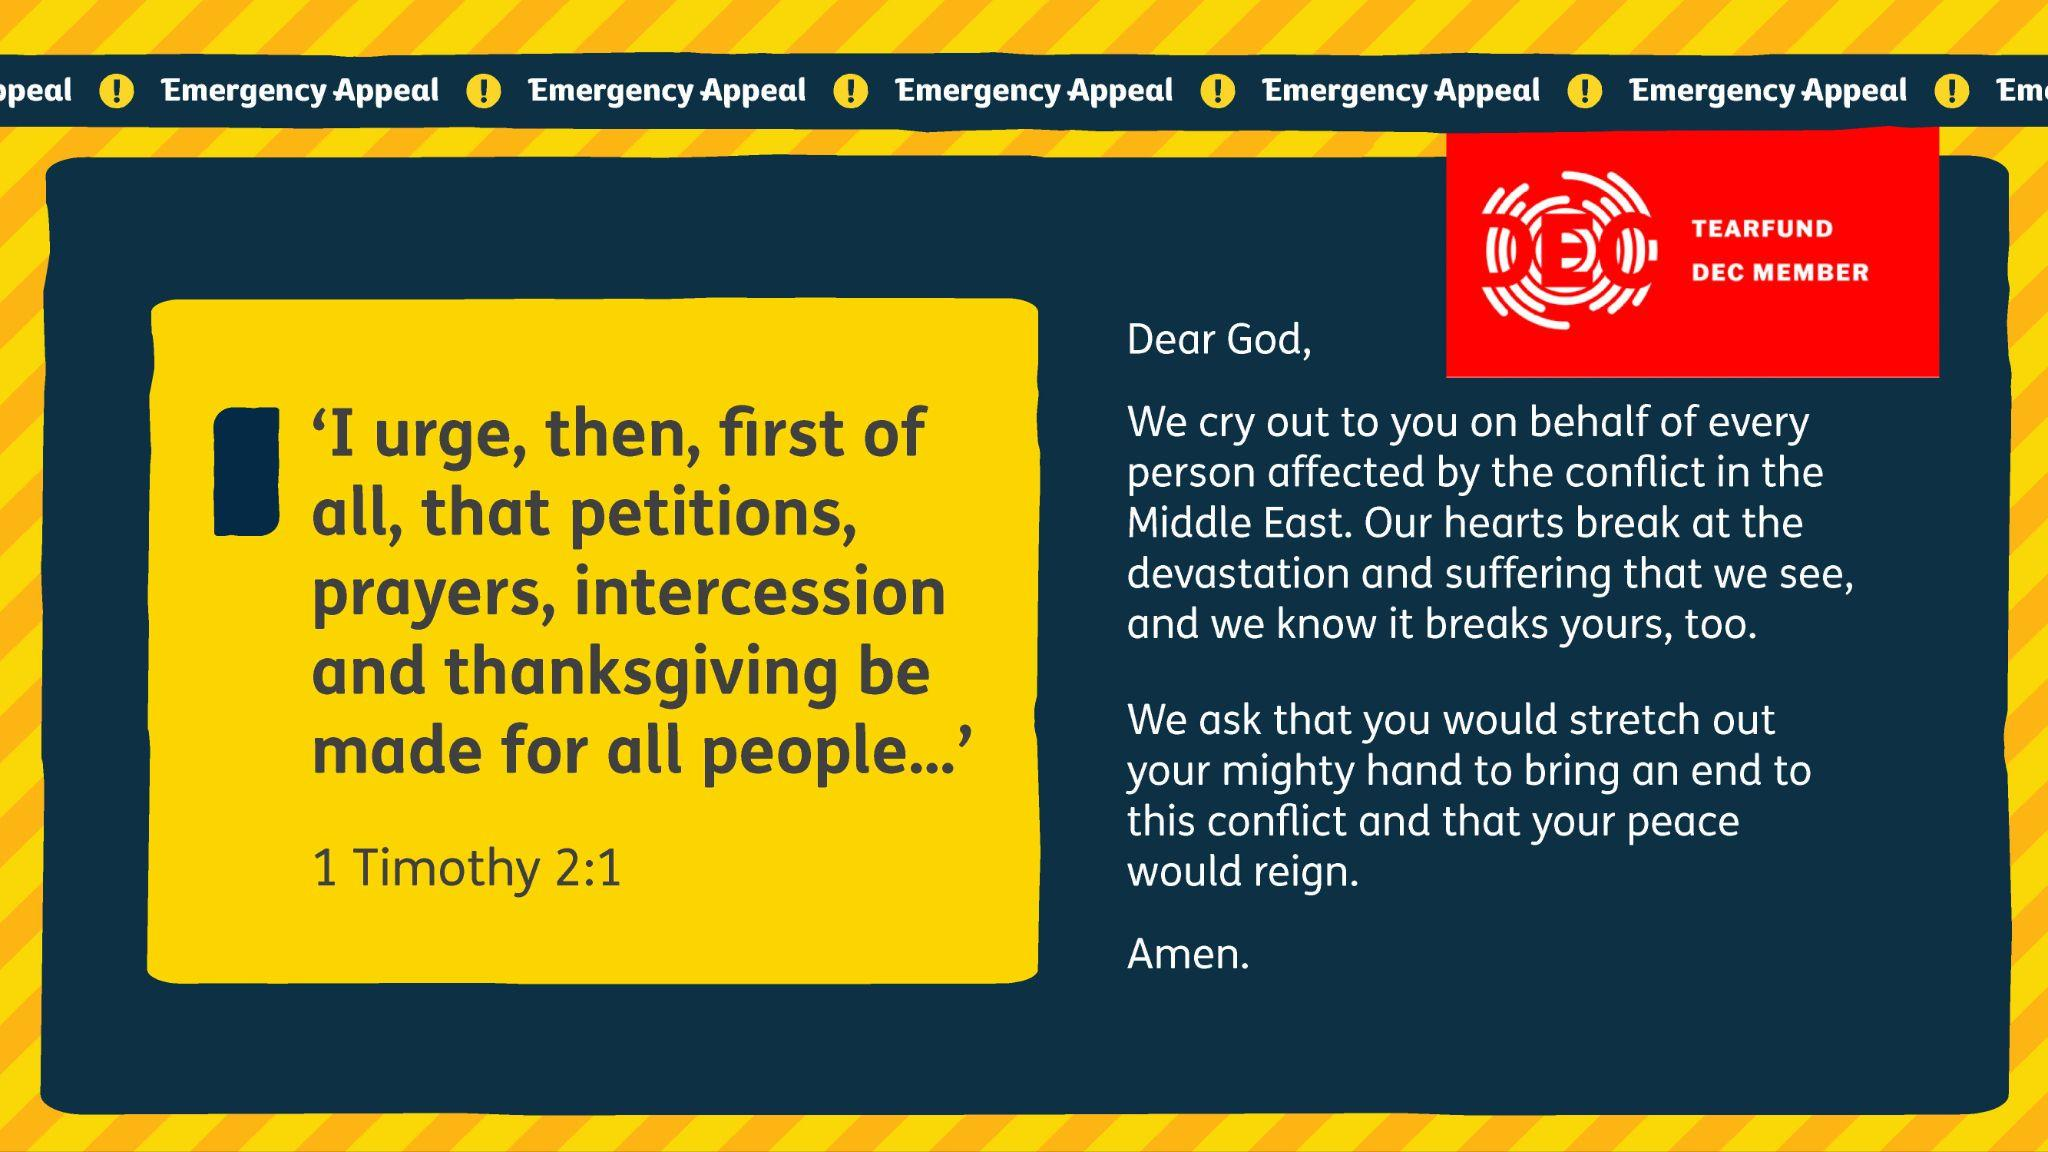 ppeal ! Emergency Appeal ! Emergency Appeal ! Emergency Appeal ! Emergency Appeal ! Emergency Appeal ! Eme
DEC
TEARFUND
DEC MEMBER
‘I urge, then, first of
all, that petitions,
prayers, intercession
and thanksgiving be
made for all people...’
1 Timothy 2:1
Dear God,
We cry out to you on behalf of every
person affected by the conflict in the
Middle East. Our hearts break at the
devastation and suffering that we see,
and we know it breaks yours, too.
We ask that you would stretch out
your mighty hand to bring an end to
this conflict and that your peace
would reign.
Amen.